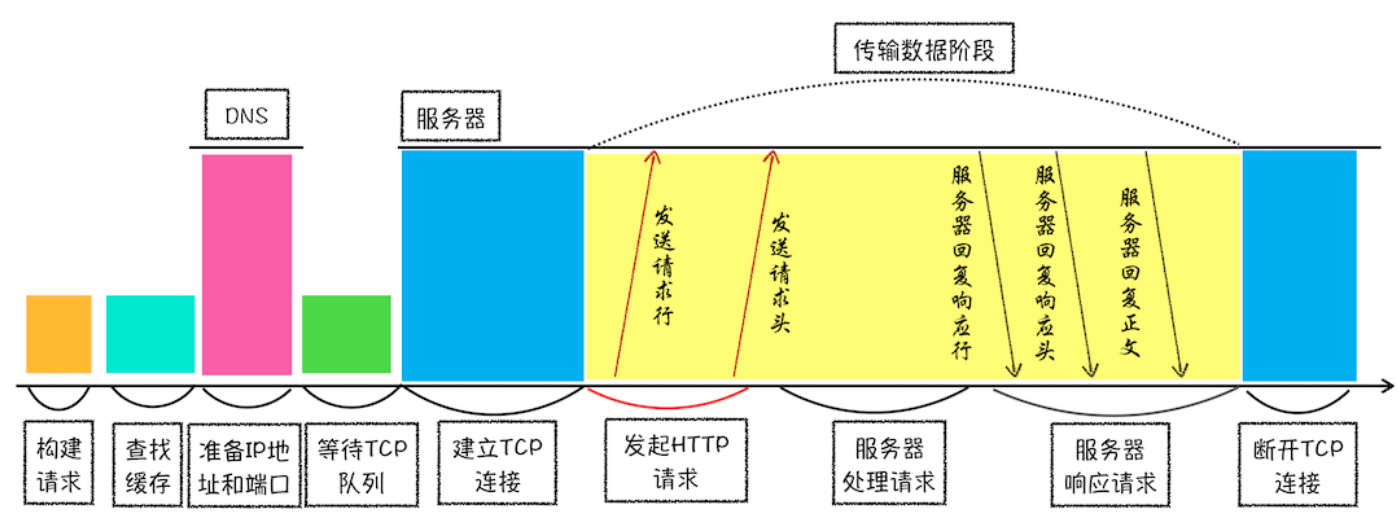 传输数据阶段
DNS
服务器
发送请求行
发送请求头
服务器回复响应行
服务器回复响应头
服务器回复正文
构建
请求
查找
缓存
准备IP地
址和端口
等待TCP
队列
建立TCP
连接
发起HTTP
请求
服务器
处理请求
服务器
响应请求
断开TCP
连接